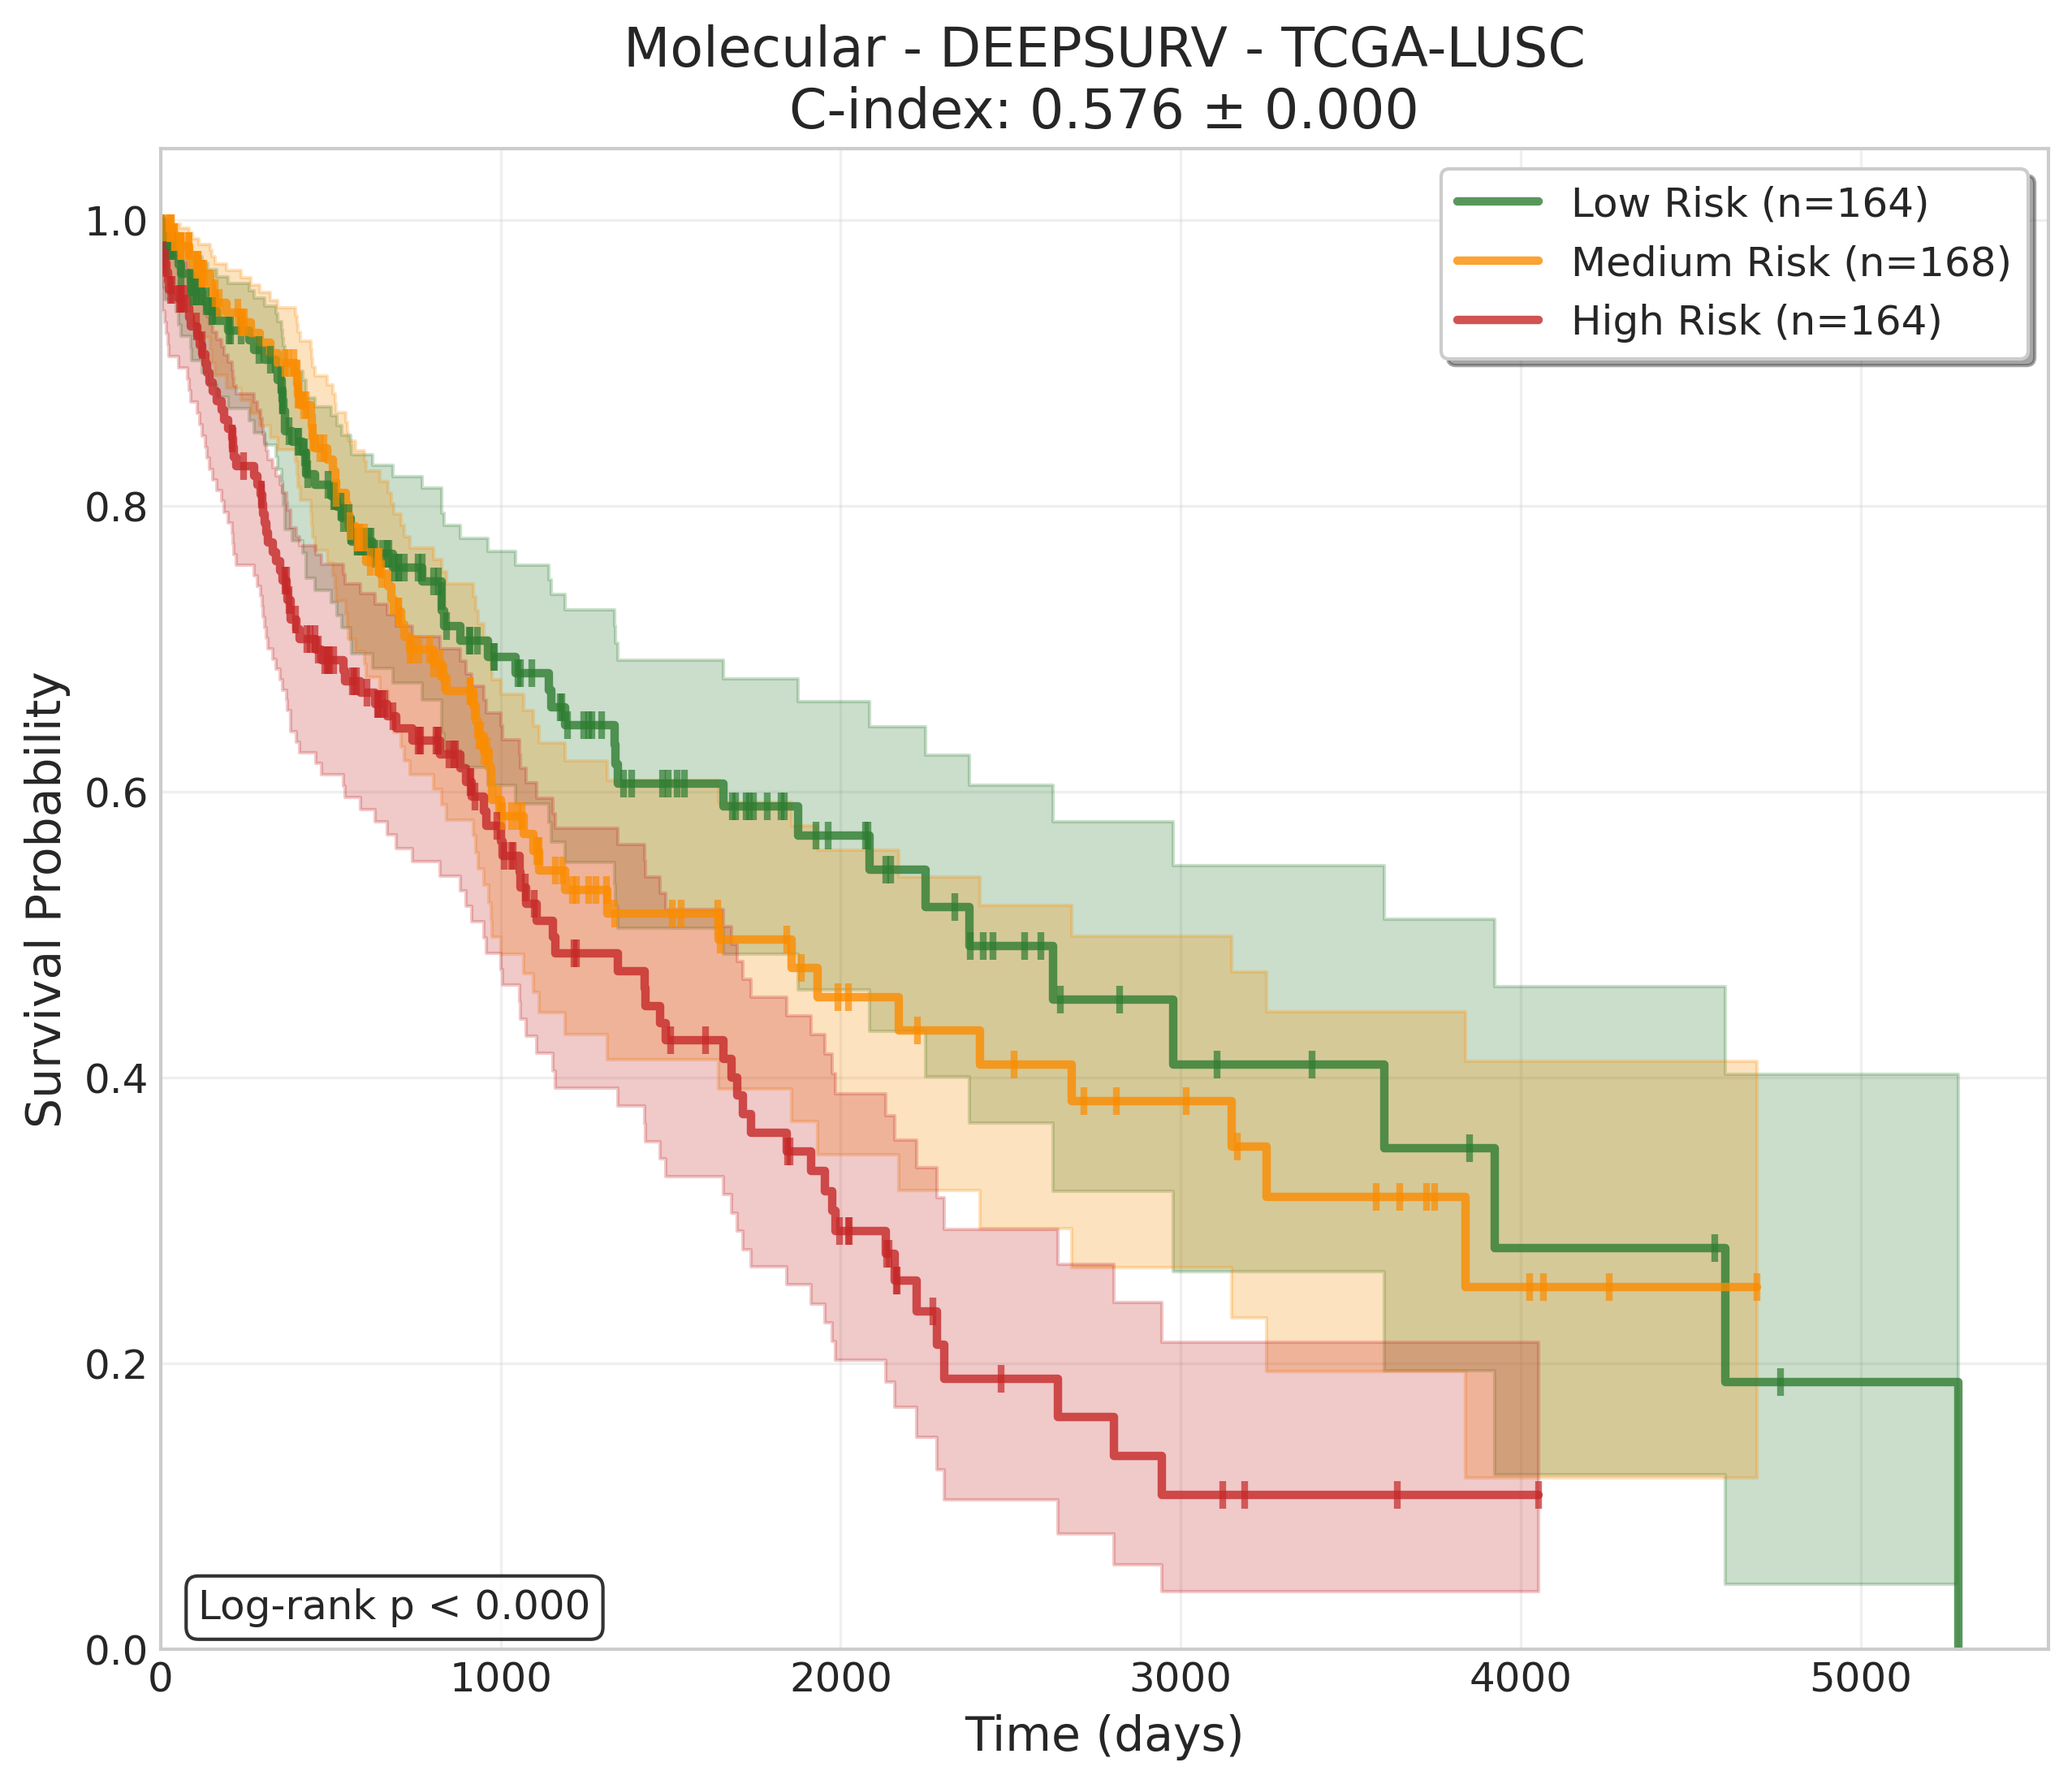 Molecular - DEEPSURV - TCGA-LUSC
C-index: 0.576 ± 0.000
Low Risk (n=164)
Medium Risk (n=168)
High Risk (n=164)
Survival Probability
1.0
0.8
0.6
0.4
0.2
0.0
Log-rank p < 0.000
0 1000 2000 3000 4000 5000
Time (days)